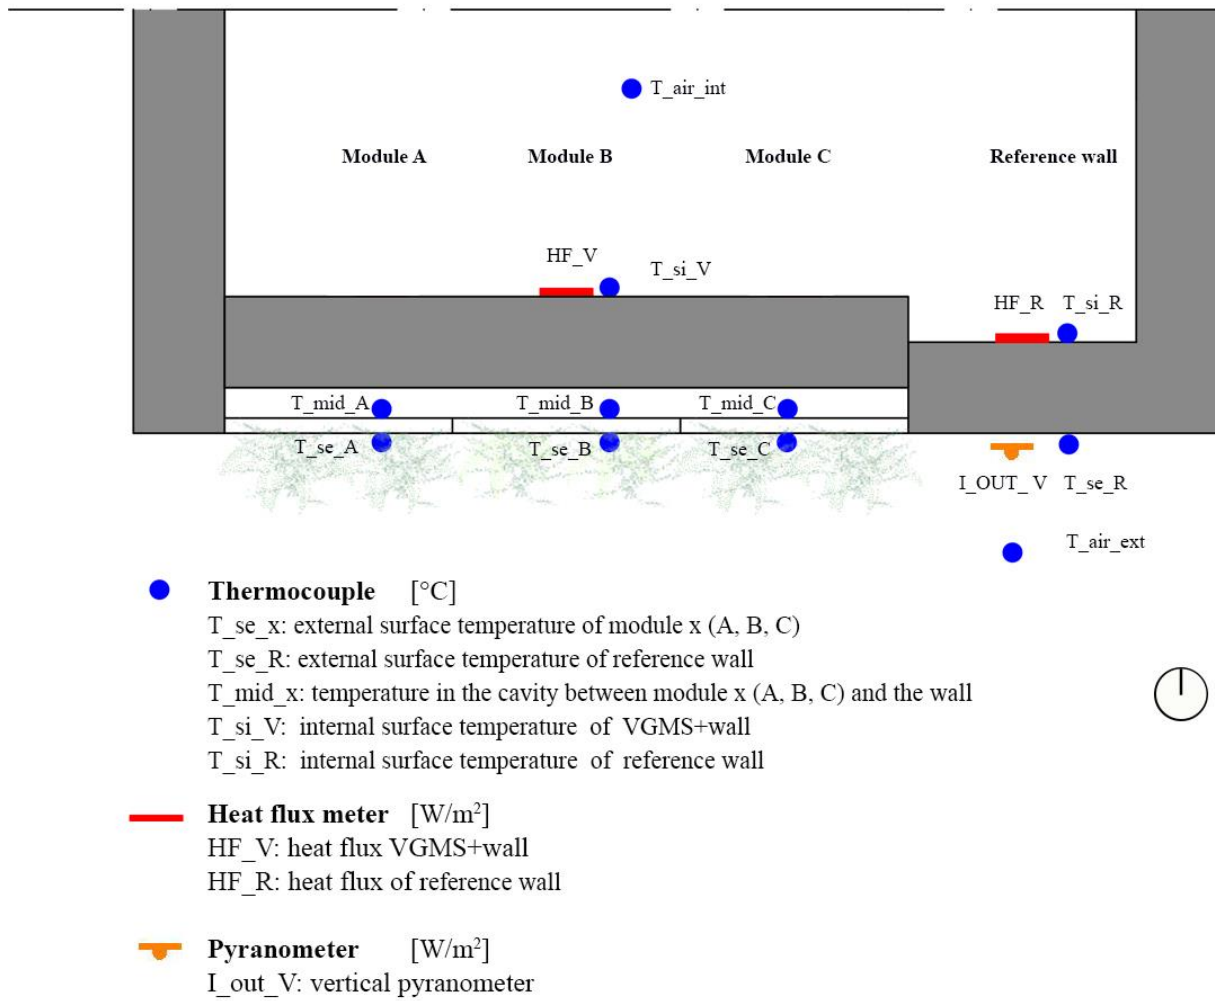 T_air_int
Module A
Module B
Module C
Reference wall
HF_V
T_si_V
HF_R
T_si_R
T_mid_A
T_mid_B
T_mid_C
T_se_A
T_se_B
T_se_C
I_OUT_ V
T_se_R
T_air_ext
Thermocouple [°C]
T_se_x: external surface temperature of module x (A, B, C)
T_se_R: external surface temperature of reference wall
T_mid_x: temperature in the cavity between module x (A, B, C) and the wall
T_si_V: internal surface temperature of VGMS+wall
T_si_R: internal surface temperature of reference wall
Heat flux meter [W/m²]
HF_V: heat flux VGMS+wall
HF_R: heat flux of reference wall
Pyranometer [W/m²]
I_out_V: vertical pyranometer